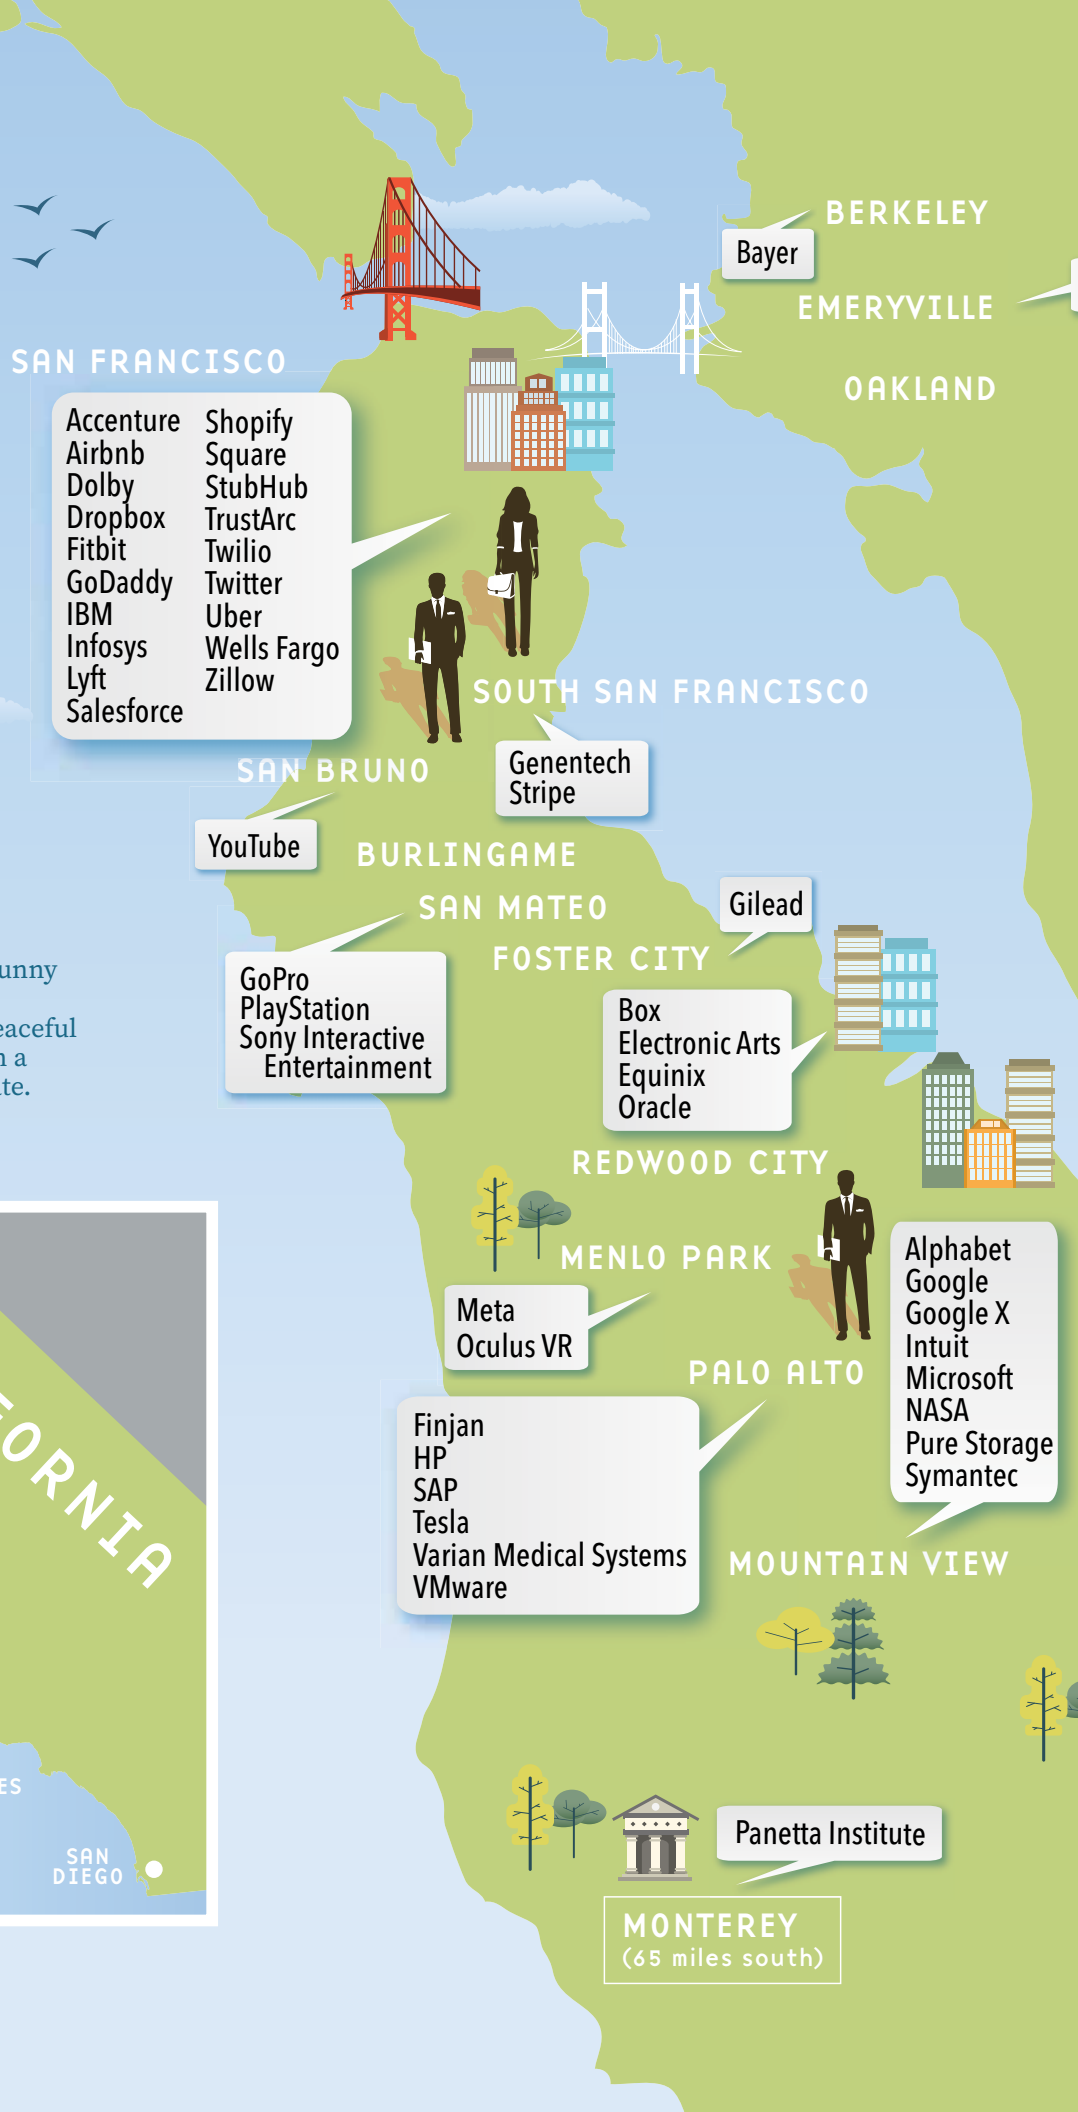 BERKELEY
Bayer
EMERYVILLE
OAKLAND
SAN FRANCISCO
Accenture
Airbnb
Dolby
Dropbox
Fitbit
GoDaddy
IBM
Infosys
Lyft
Salesforce
Shopify
Square
StubHub
TrustArc
Twilio
Twitter
Uber
Wells Fargo
Zillow
SOUTH SAN FRANCISCO
Genentech
Stripe
SAN BRUNO
YouTube
BURLINGAME
SAN MATEO
GoPro
PlayStation
Sony Interactive
Entertainment
Gilead
FOSTER CITY
Box
Electronic Arts
Equinix
Oracle
REDWOOD CITY
MENLO PARK
Meta
Oculus VR
PALO ALTO
Finjan
HP
SAP
Tesla
Varian Medical Systems
VMware
Alphabet
Google
Google X
Intuit
Microsoft
NASA
Pure Storage
Symantec
MOUNTAIN VIEW
Panetta Institute
MONTEREY
(65 miles south)
unny
eaceful
a
te.
FORNIA
ES
SAN
DIEGO